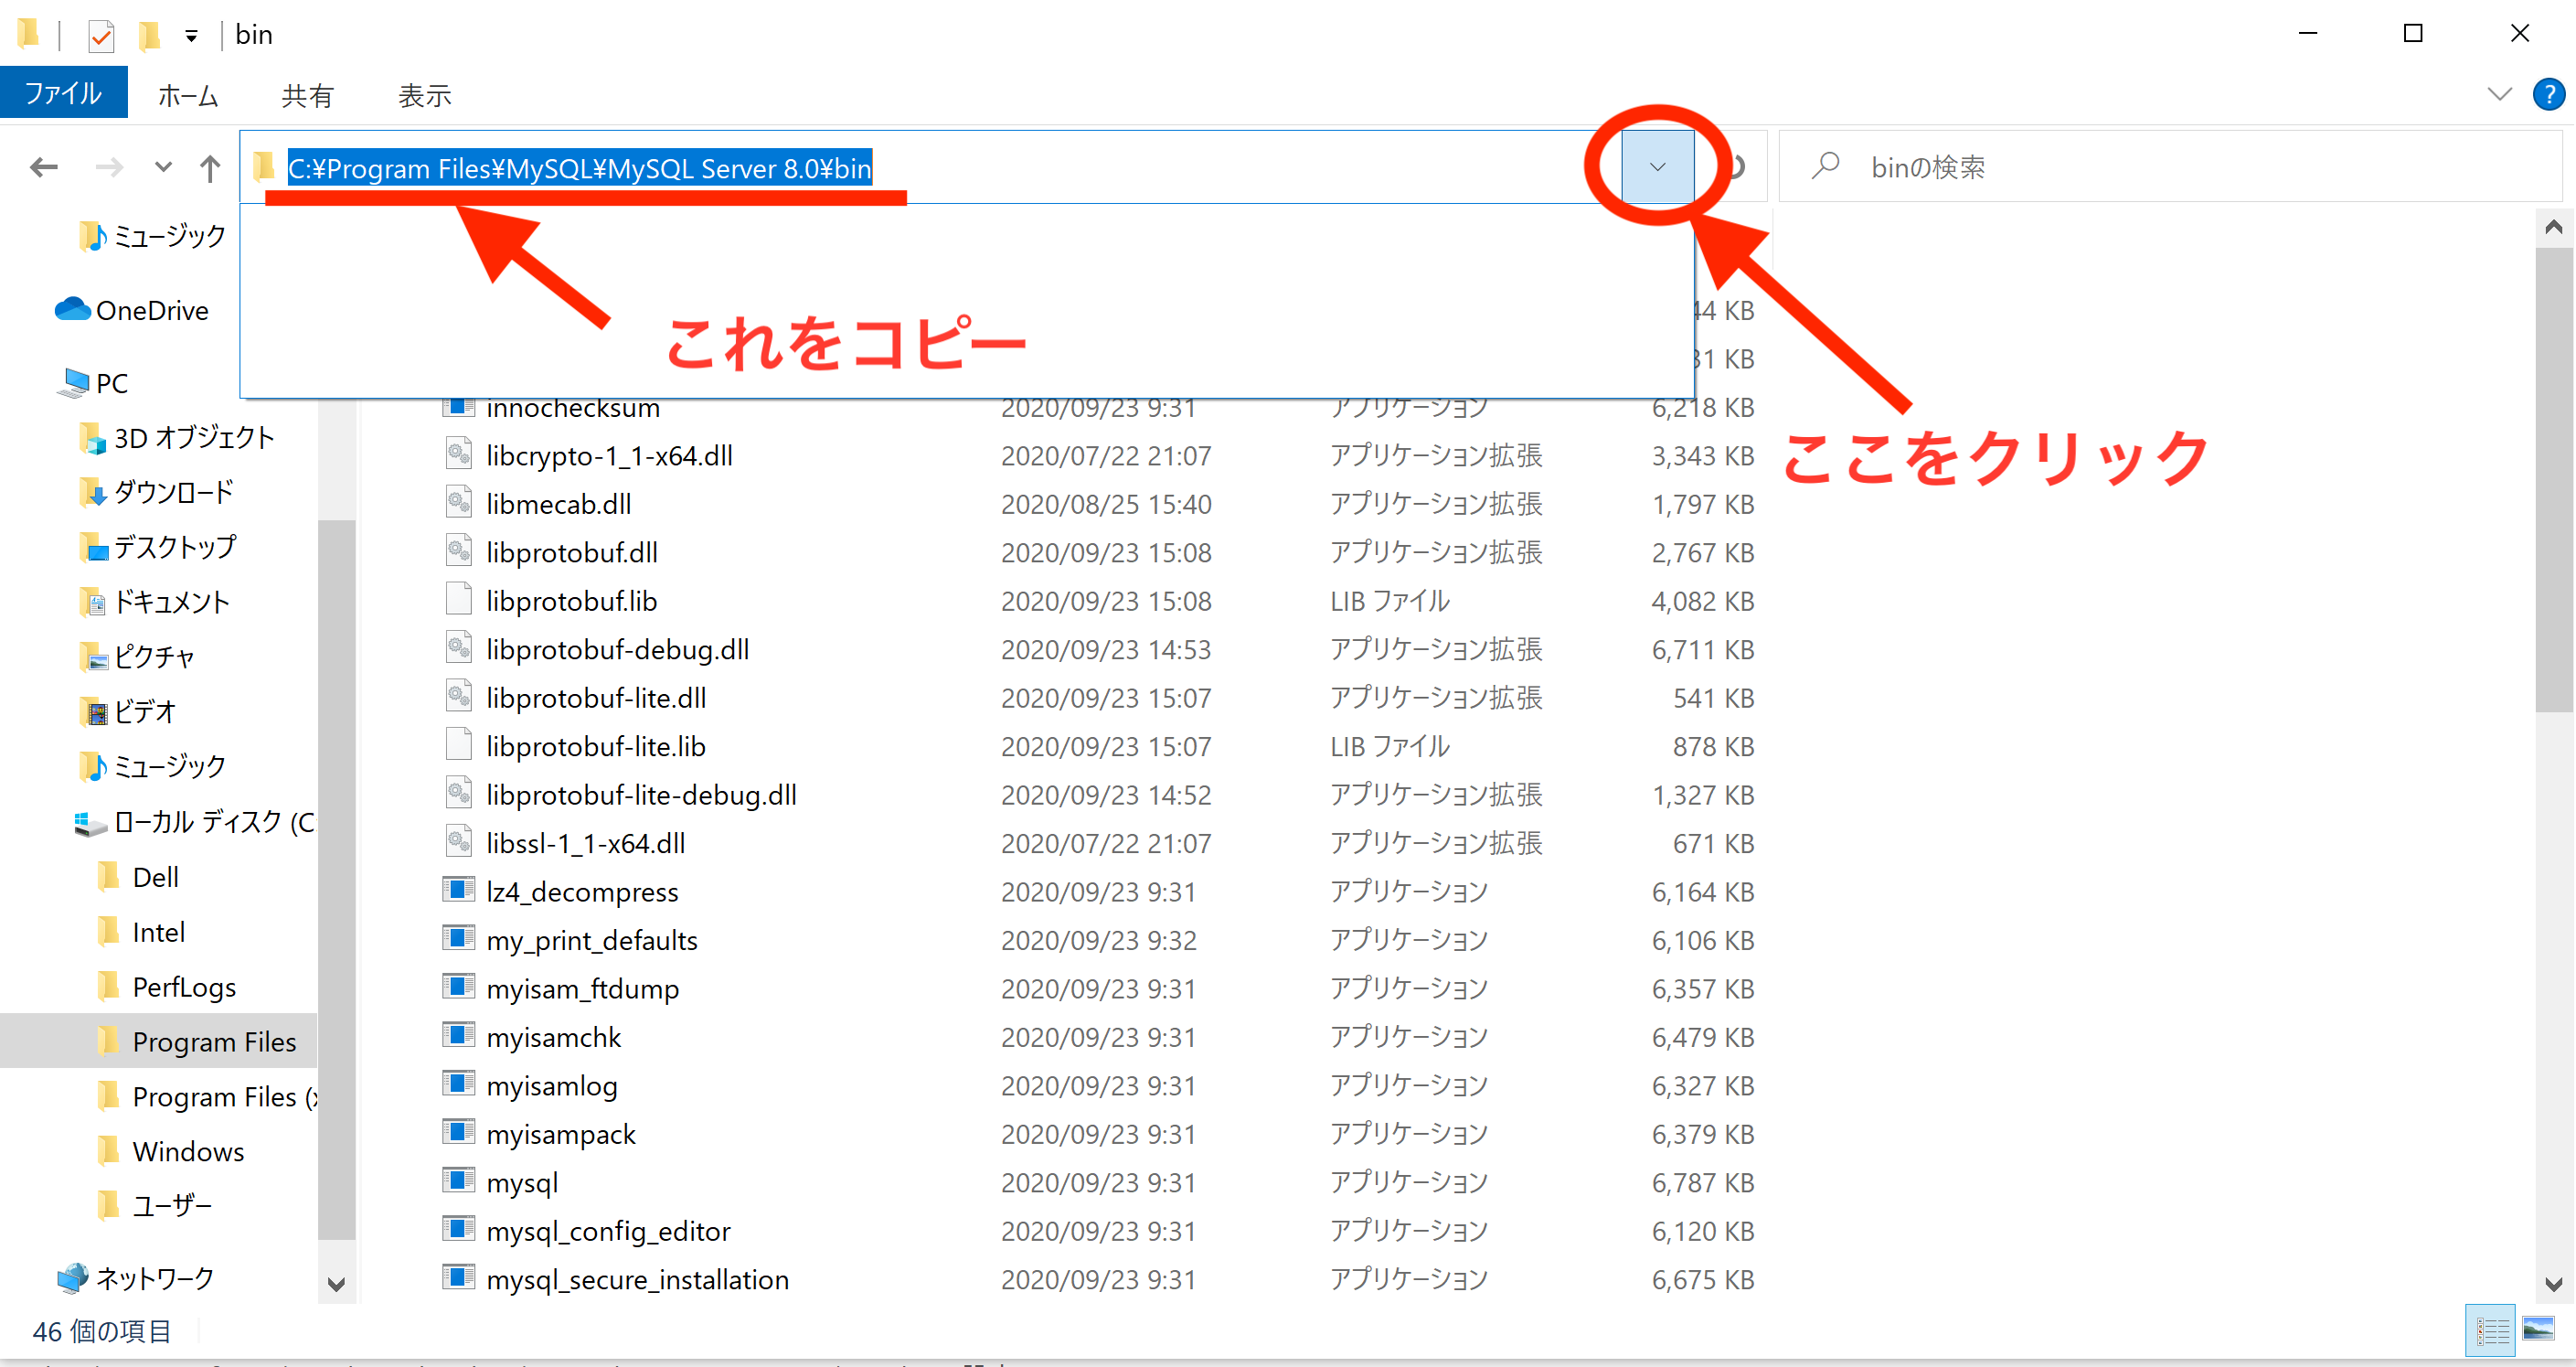 bin
ファイル ホーム 共有 表示
C:¥Program Files¥MySQL¥MySQL Server 8.0¥bin
binの検索
これをコピー
ここをクリック
ミュージック
OneDrive
PC
3D オブジェクト
ダウンロード
デスクトップ
ドキュメント
ピクチャ
ビデオ
ミュージック
ローカル ディスク (C:
Dell
Intel
PerfLogs
Program Files
Program Files (x
Windows
ユーザー
ネットワーク
44 KB
31 KB
innochecksum 2020/09/23 9:31 アプリケーション 6,218 KB
libcrypto-1_1-x64.dll 2020/07/22 21:07 アプリケーション拡張 3,343 KB
libmecab.dll 2020/08/25 15:40 アプリケーション拡張 1,797 KB
libprotobuf.dll 2020/09/23 15:08 アプリケーション拡張 2,767 KB
libprotobuf.lib 2020/09/23 15:08 LIB ファイル 4,082 KB
libprotobuf-debug.dll 2020/09/23 14:53 アプリケーション拡張 6,711 KB
libprotobuf-lite.dll 2020/09/23 15:07 アプリケーション拡張 541 KB
libprotobuf-lite.lib 2020/09/23 15:07 LIB ファイル 878 KB
libprotobuf-lite-debug.dll 2020/09/23 14:52 アプリケーション拡張 1,327 KB
libssl-1_1-x64.dll 2020/07/22 21:07 アプリケーション拡張 671 KB
lz4_decompress 2020/09/23 9:31 アプリケーション 6,164 KB
my_print_defaults 2020/09/23 9:32 アプリケーション 6,106 KB
myisam_ftdump 2020/09/23 9:31 アプリケーション 6,357 KB
myisamchk 2020/09/23 9:31 アプリケーション 6,479 KB
myisamlog 2020/09/23 9:31 アプリケーション 6,327 KB
myisampack 2020/09/23 9:31 アプリケーション 6,379 KB
mysql 2020/09/23 9:31 アプリケーション 6,787 KB
mysql_config_editor 2020/09/23 9:31 アプリケーション 6,120 KB
mysql_secure_installation 2020/09/23 9:31 アプリケーション 6,675 KB
46 個の項目